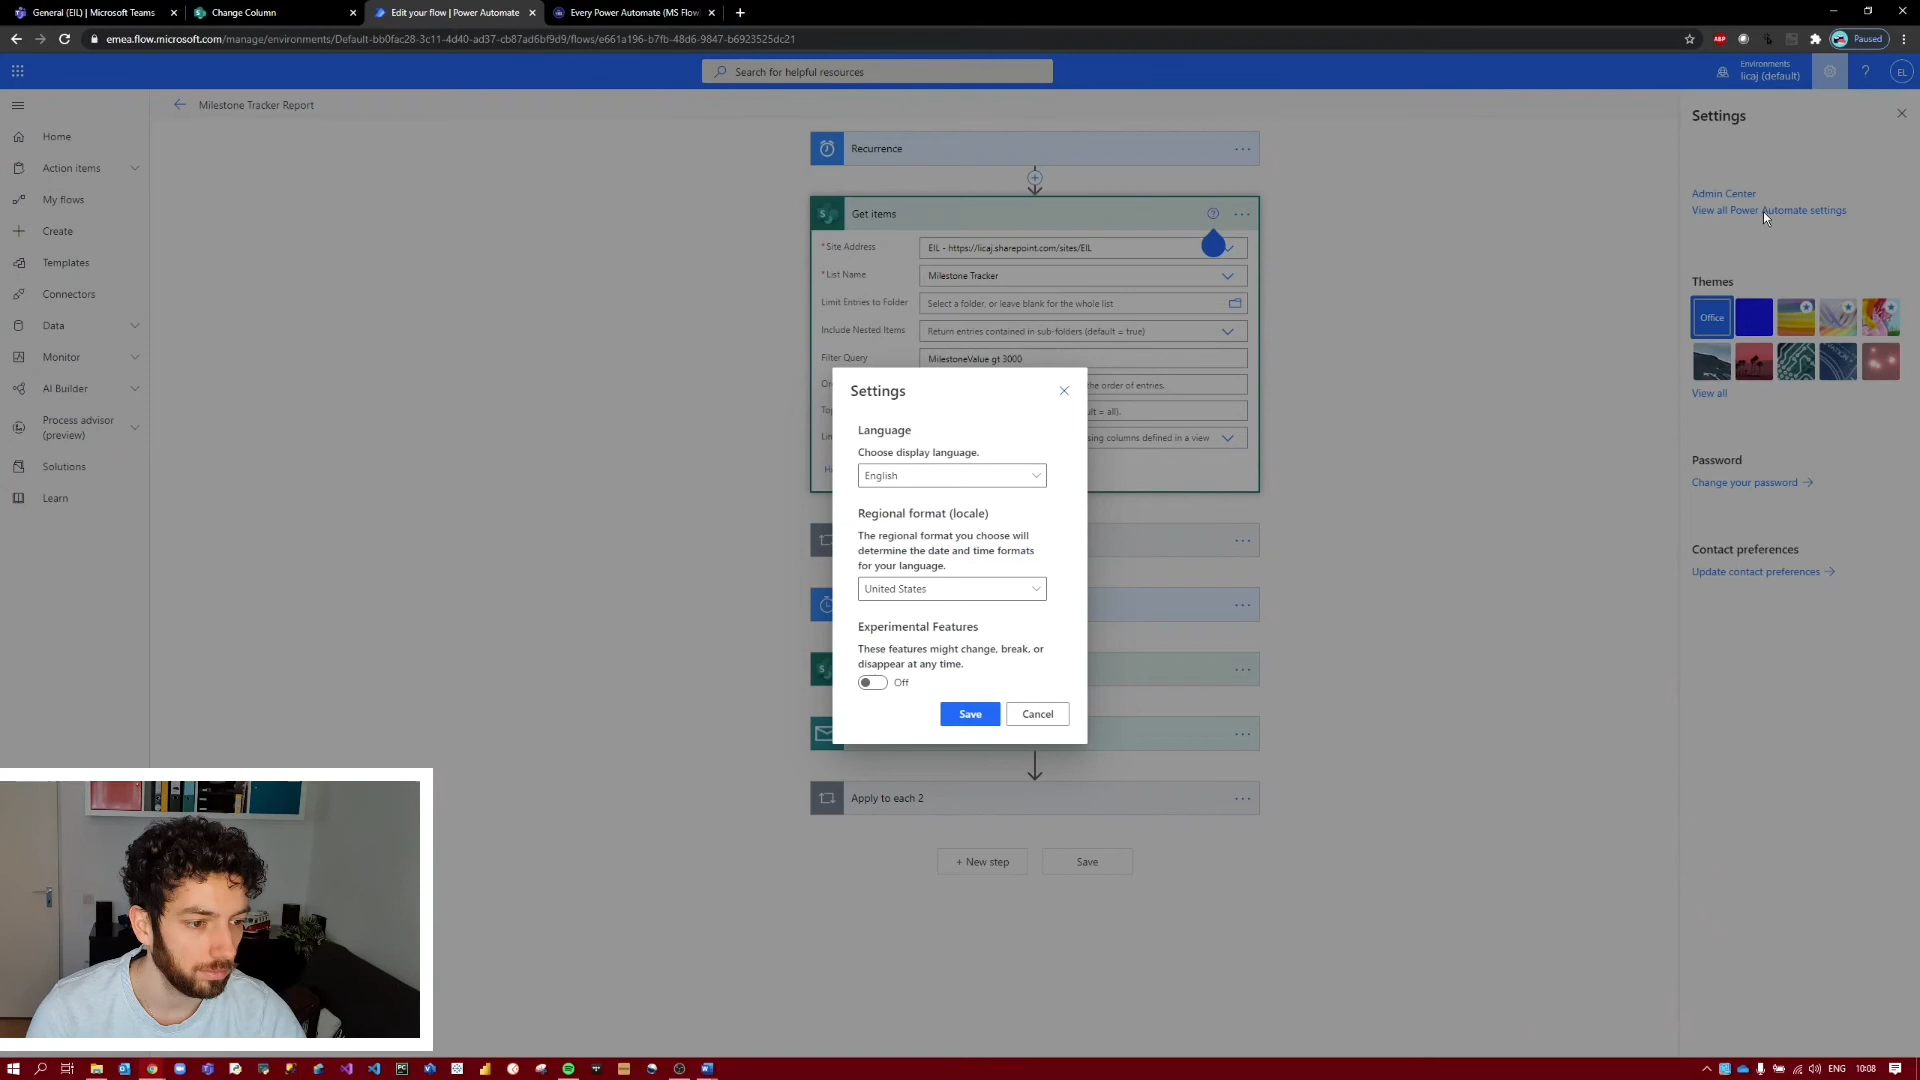 General (EIL) | Microsoft Teams
Change Column
Edit your flow | Power Automate
Every Power Automate (MS Flow)
emea.flow.microsoft.com/manage/environments/Default-bb0fac28-3c11-4d40-ad37-cb87ad6bf9d9/flows/e661a196-b7fb-48d6-9847-b6923525dc21
ABP
Paused
Search for helpful resources
Environments
licaj (default)
?
EL
Milestone Tracker Report
Home
Action items
My flows
Create
Templates
Connectors
Data
Monitor
AI Builder
Process advisor
(preview)
Solutions
Learn
Recurrence
Get items
* Site Address
EIL - https://licaj.sharepoint.com/sites/EIL
* List Name
Milestone Tracker
Limit Entries to Folder
Select a folder, or leave blank for the whole list
Include Nested Items
Return entries contained in sub-folders (default = true)
Filter Query
MilestoneValue gt 3000
the order of entries.
= all).
columns defined in a view
Settings
Language
Choose display language.
English
Regional format (locale)
The regional format you choose will
determine the date and time formats
for your language.
United States
Experimental Features
These features might change, break, or
disappear at any time.
Off
Save
Cancel
Apply to each 2
+ New step
Save
Settings
Admin Center
View all Power Automate settings
Themes
Office
View all
Password
Change your password
Contact preferences
Update contact preferences
ENG
10:08